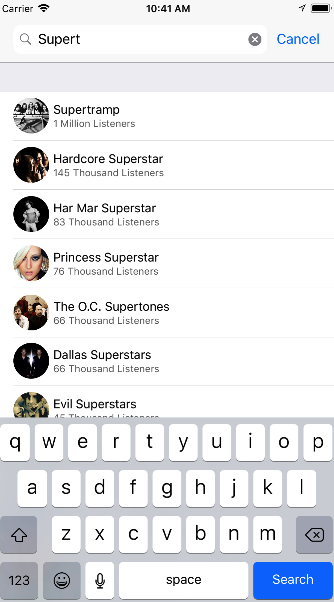 Carrier 10:41 AM
Supert Cancel
Supertramp
1 Million Listeners
Hardcore Superstar
145 Thousand Listeners
Har Mar Superstar
83 Thousand Listeners
Princess Superstar
76 Thousand Listeners
The O.C. Supertones
66 Thousand Listeners
Dallas Superstars
66 Thousand Listeners
Evil Superstars
45 Thousand Listeners
q w e r t y u i o p
a s d f g h j k l
z x c v b n m
123 space Search